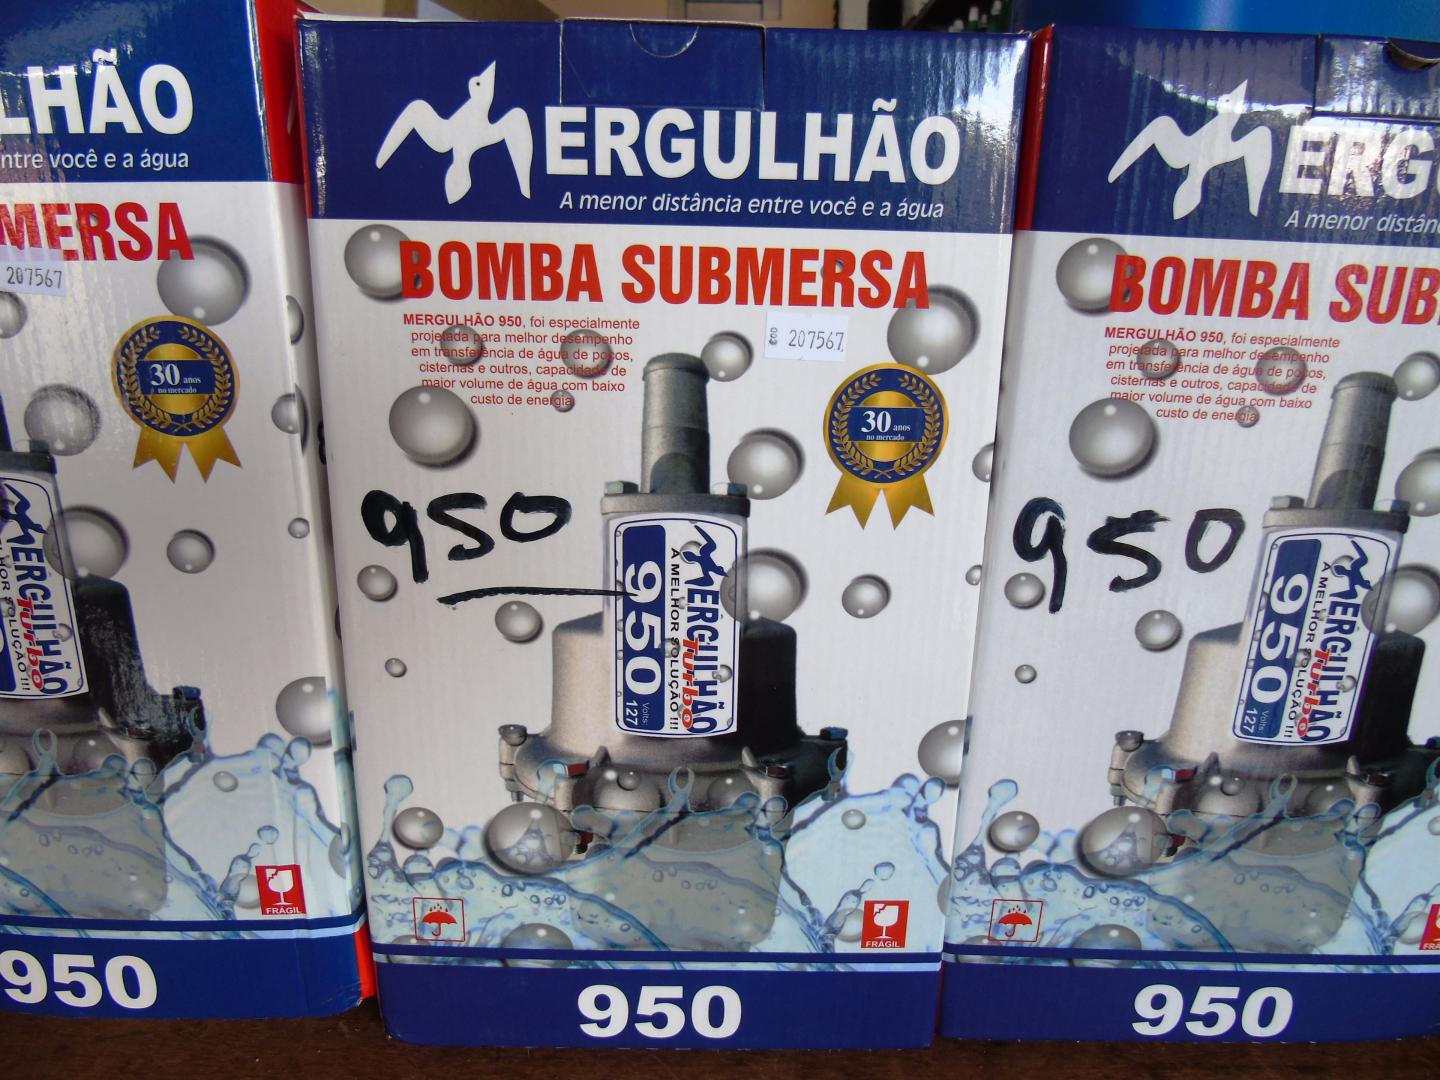 LHÃO
ntre você e a água
MERSA
207567
30 anos
no mercado
ERGULHÃO
Turbo
FRÁGIL
950
MERGULHÃO
A menor distância entre você e a água
BOMBA SUBMERSA
MERGULHÃO 950, foi especialmente
projetada para melhor desempenho
em transferência de água de poços,
cisternas e outros, capacidade de
maior volume de água com baixo
custo de energia
207567
30 anos
no mercado
950
950
Volts:
127
A MELHOR SOLUÇÃO !!!
MERGULHÃO
Turbo
FRÁGIL
950
MERG
A menor distân
BOMBA SUB
MERGULHÃO 950, foi especialmente
projetada para melhor desempenho
em transferência de água de poços,
cisternas e outros, capacidade de
maior volume de água com baixo
custo de energia
950
950
Volts:
127
A MELHOR SOLUÇÃO !!!
MERGULHÃO
Turbo
950